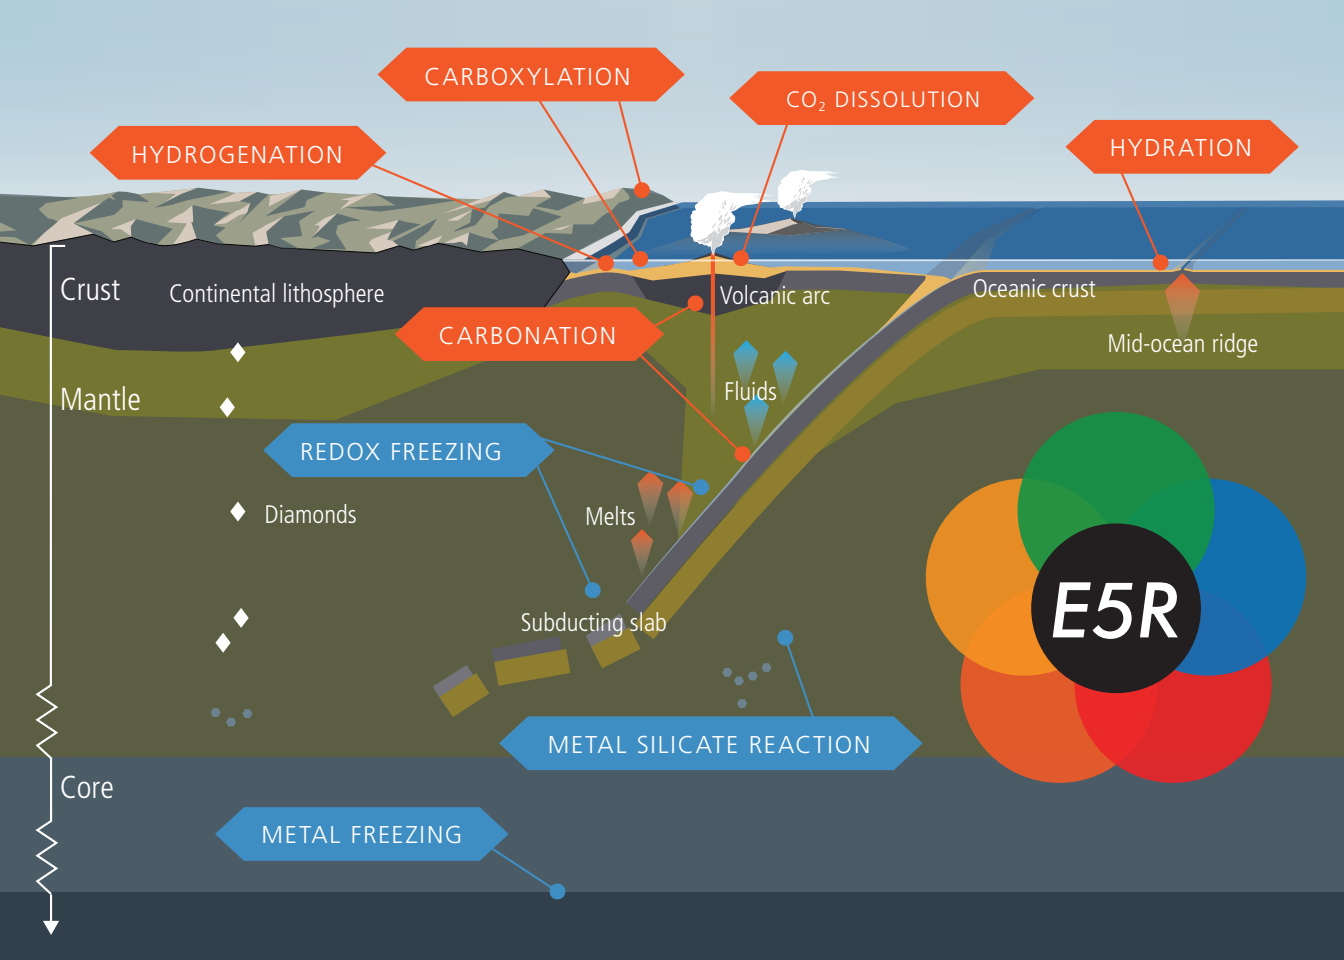 CARBOXYLATION
CO₂ DISSOLUTION
HYDROGENATION
HYDRATION
Crust
Continental lithosphere
Volcanic arc
Oceanic crust
CARBONATION
Mid-ocean ridge
Mantle
Fluids
REDOX FREEZING
Diamonds
Melts
E5R
Subducting slab
METAL SILICATE REACTION
Core
METAL FREEZING